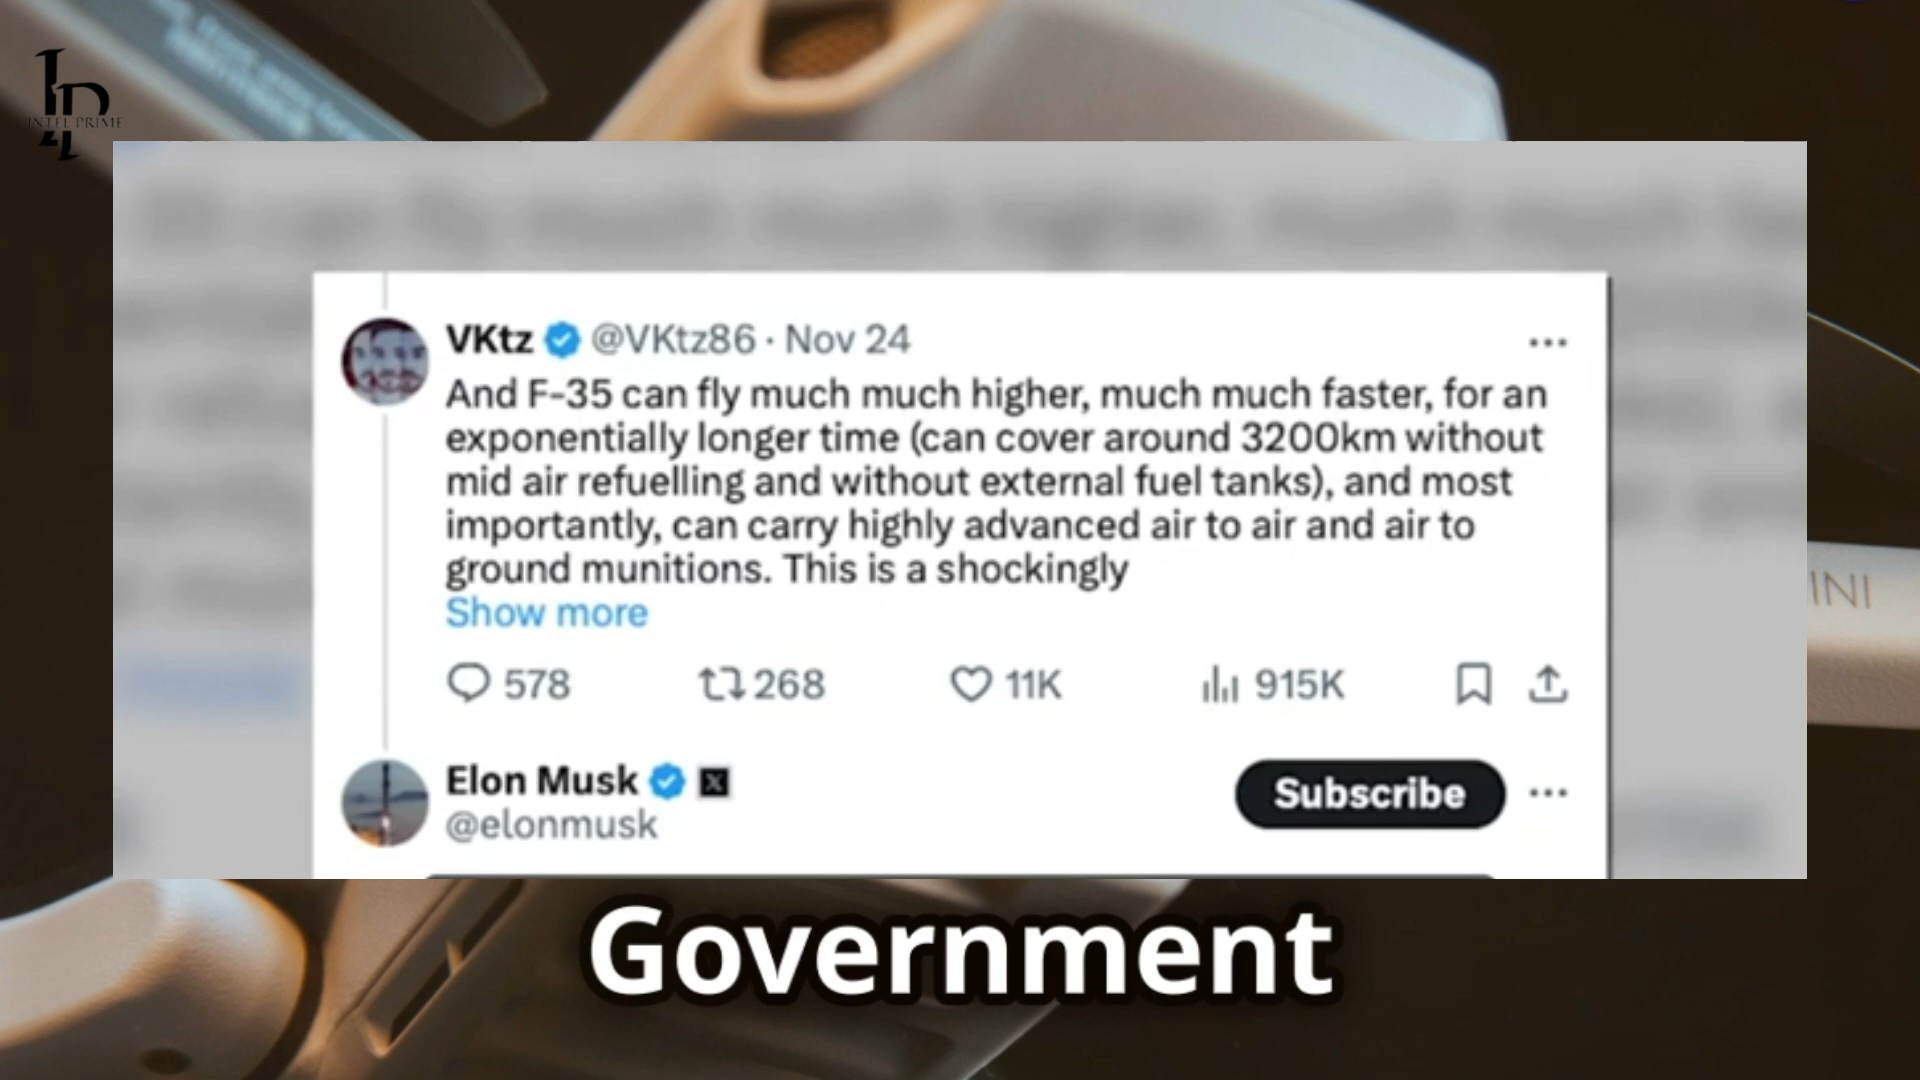 INTEL PRIME
VKtz @VKtz86 · Nov 24
And F-35 can fly much much higher, much much faster, for an
exponentially longer time (can cover around 3200km without
mid air refuelling and without external fuel tanks), and most
importantly, can carry highly advanced air to air and air to
ground munitions. This is a shockingly
Show more
578 268 11K 915K
Elon Musk
@elonmusk
Subscribe
INI
Government